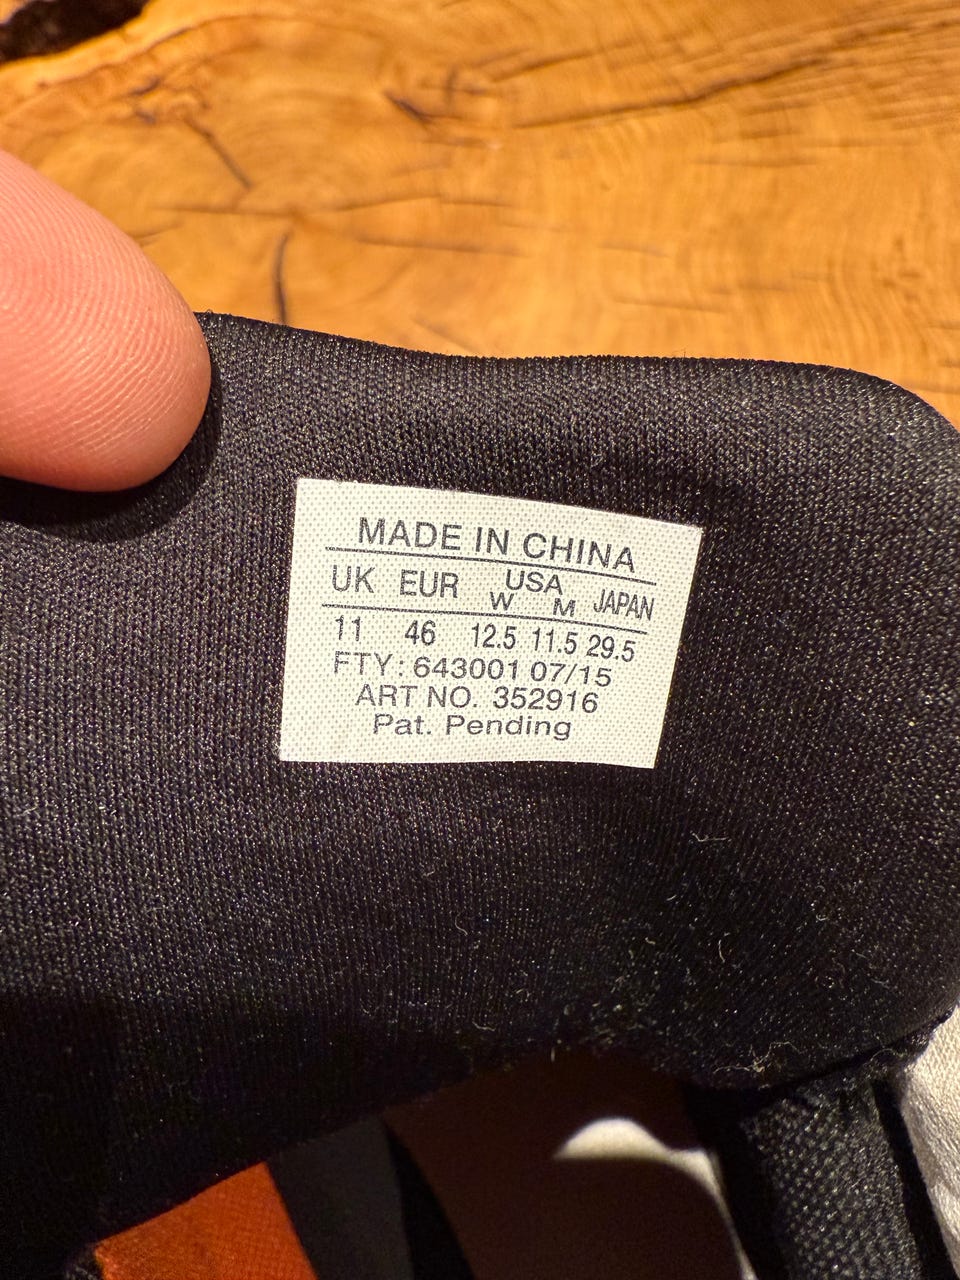 MADE IN CHINA
UK EUR USA JAPAN
W M
11 46 12.5 11.5 29.5
FTY: 643001 07/15
ART NO. 352916
Pat. Pending